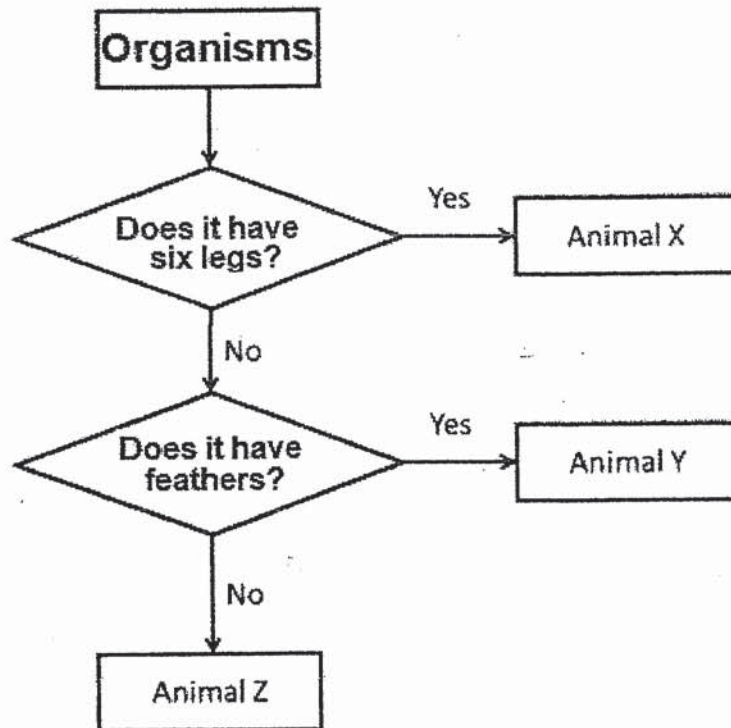 Organisms
Does it have
six legs?
Yes
Animal X
No
Does it have
feathers?
Yes
Animal Y
No
Animal Z